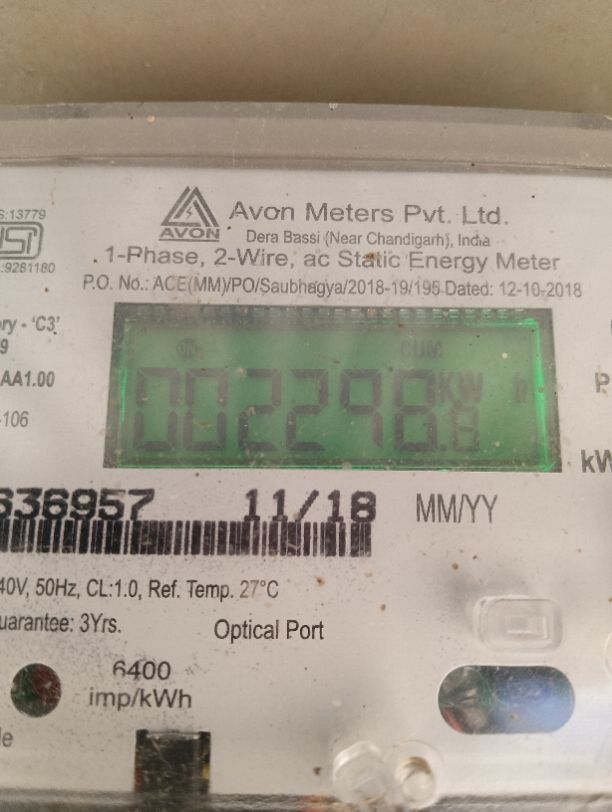 S:13779
ISI
.:9281180
AVON
Avon Meters Pvt. Ltd.
Dera Bassi (Near Chandigarh), India
1-Phase, 2-Wire, ac Static Energy Meter
P.O. No.: ACE(MM)/PO/Saubhagya/2018-19/195 Dated: 12-10-2018
ory - 'C3'
9
AA1.00
-106
CUM
002298.8 KW h
P
kW
636957 11/18 MM/YY
40V, 50Hz, CL:1.0, Ref. Temp. 27°C
uarantee: 3Yrs.
Optical Port
6400
imp/kWh
le